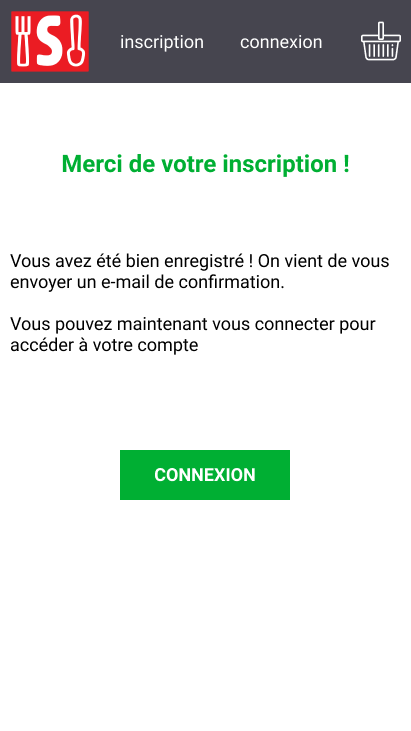 S
inscription connexion
Merci de votre inscription !
Vous avez été bien enregistré ! On vient de vous
envoyer un e-mail de confirmation.
Vous pouvez maintenant vous connecter pour
accéder à votre compte
CONNEXION